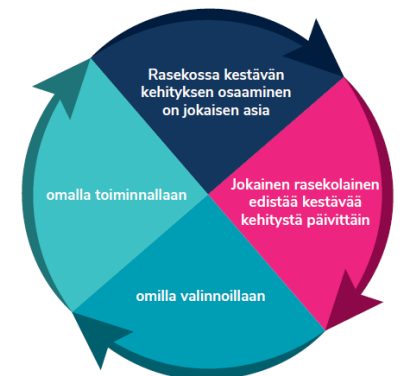 Rasekossa kestävän
kehityksen osaaminen
on jokaisen asia
Jokainen rasekolainen
edistää kestävää
kehitystä päivittäin
omilla valinnoillaan
omalla toiminnallaan